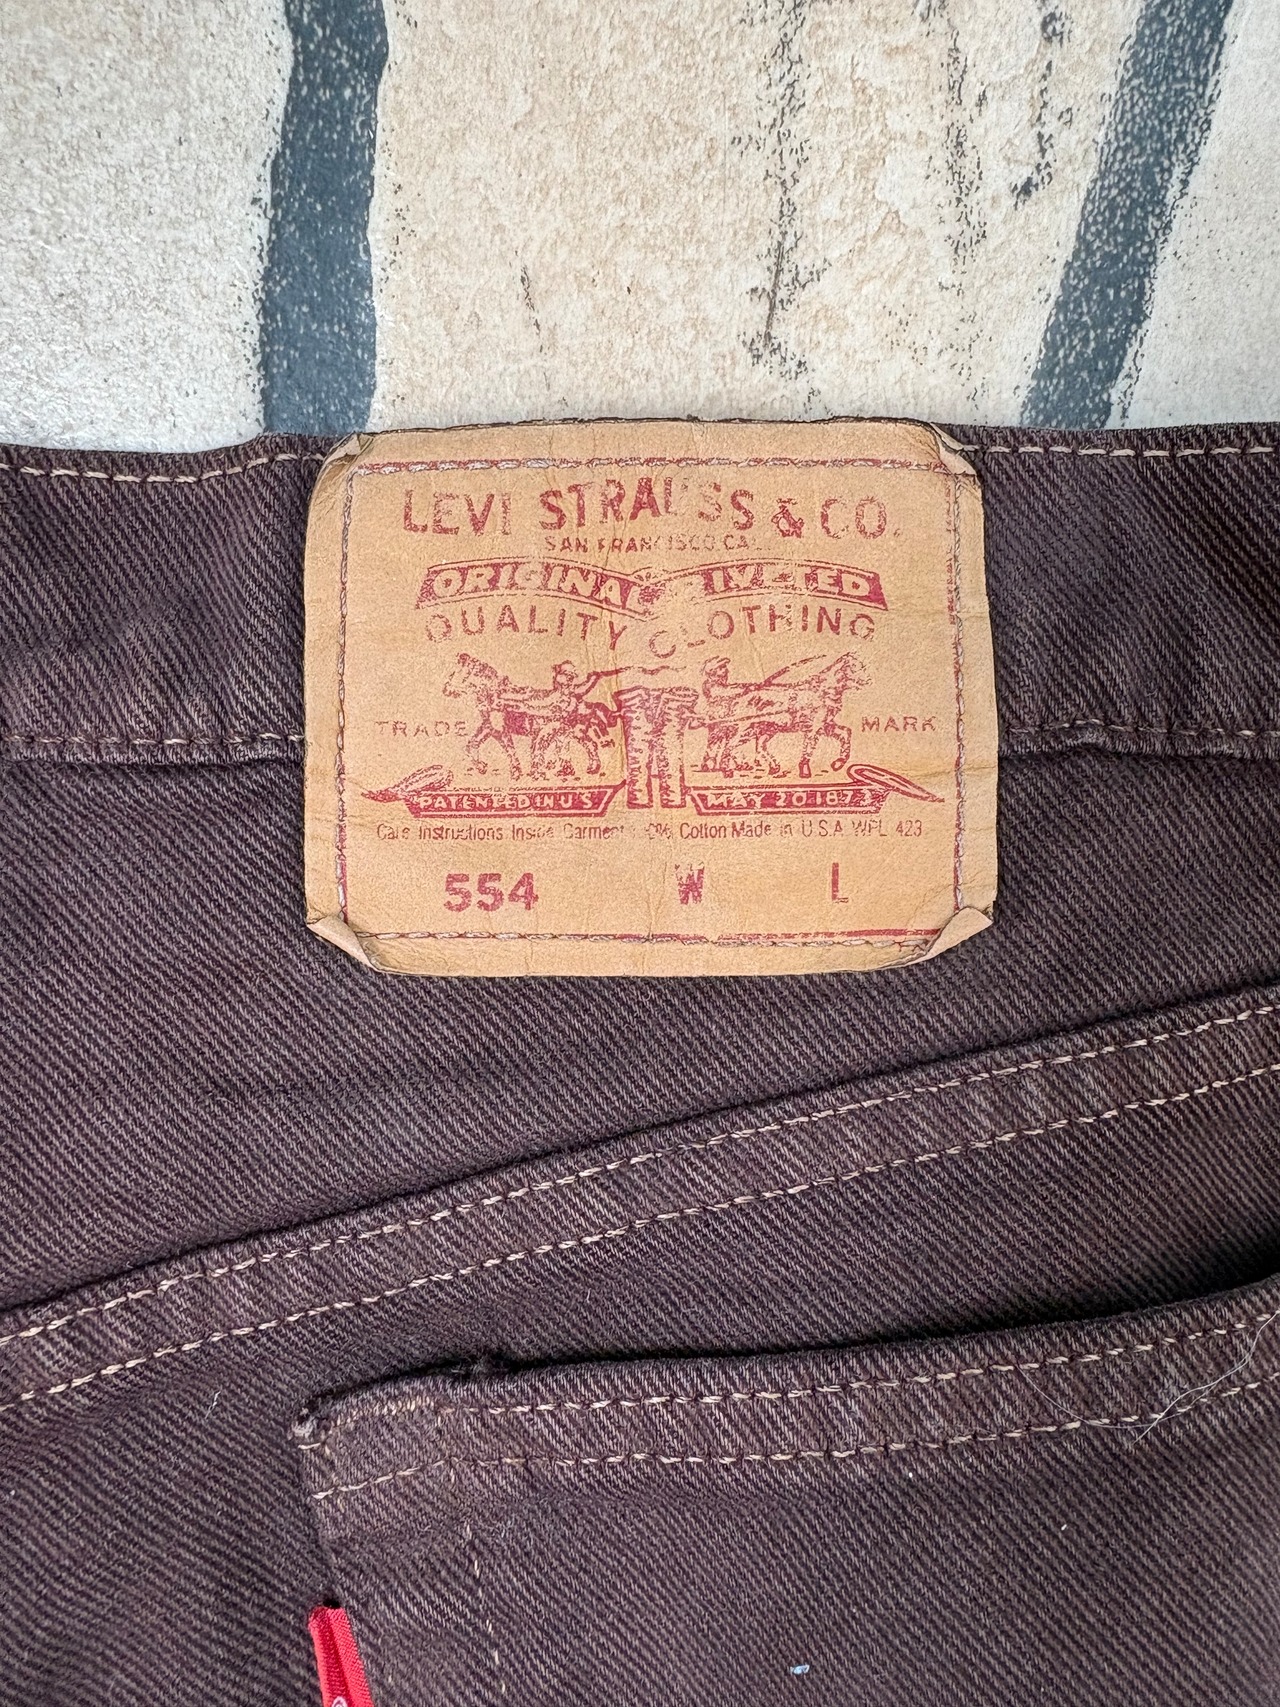 LEVI STRAUSS & CO.
SAN FRANCISCO CAL
ORIGINAL RIVETED
QUALITY CLOTHING
TRADE MARK
PATENTED IN U.S. MAY 20 1873
Care Instructions Inside Garment Cotton Made in U.S.A. WPL 423
554 W L